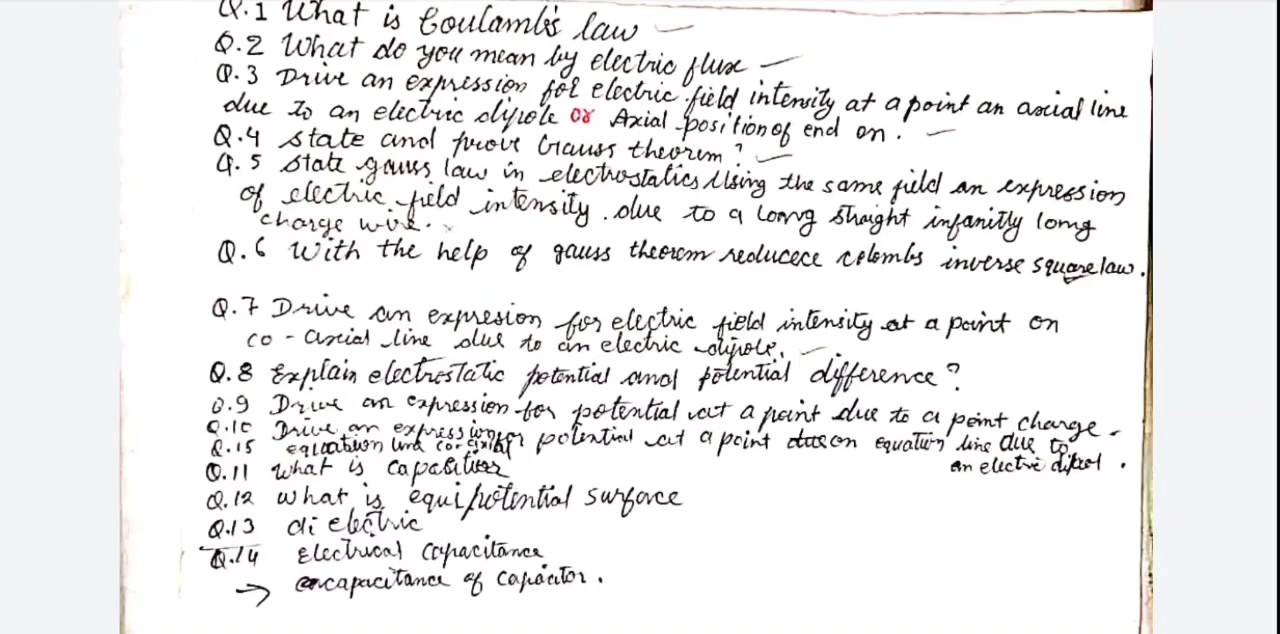 Q.1 What is Coulamb's law
Q.2 What do you mean by electric flux
Q.3 Drive an expression for electric field intensity at a point an axial line
due to an electric dipole or Axial position of end on.
Q.4 state and prove Gauss theorem?
Q.5 state gauss law in electrostatics Using the same field an expression
of electric field intensity. due to a long straight infanitly long
charge wire.
Q.6 With the help of gauss theorem reducece colombs inverse square law.
Q.7 Drive an expresion for electric field intensity at a point on
co-axial line due to an electric dipole.
Q.8 Explain electrostatic potential and potential difference?
Q.9 Drive an expression for potential at a point due to a point charge.
Q.10 Drive an expression for potential at a point on equation line due to
Q.15 equation line co-axial
an electric dipol.
Q.11 what is capacitior
Q.12 what is equipotential surface
Q.13 di electric
Q.14 Electrical capacitance
→ capacitance of capacitor.